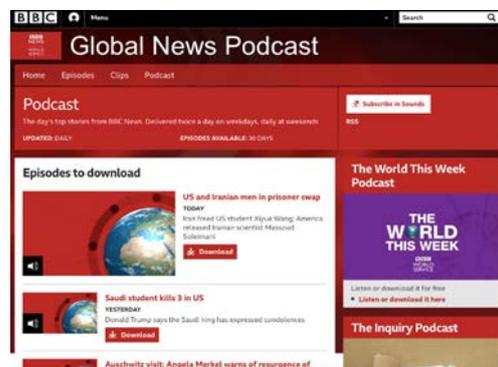 BBC
Menu
Search
BBC
NEWS
WORLD
SERVICE
Global News Podcast
Home Episodes Clips Podcast
Podcast
The day's top stories from BBC News. Delivered twice a day on weekdays, daily at weekends
UPDATED: DAILY EPISODES AVAILABLE: 30 DAYS
Subscribe in Sounds
RSS
Episodes to download
US and Iranian men in prisoner swap
TODAY
Iran freed US student Xiyue Wang; America
released Iranian scientist Massoud
Soleimani
Download
Saudi student kills 3 in US
YESTERDAY
Donald Trump says the Saudi king has expressed condolences
Download
Auschwitz visit: Angela Merkel warns of resurgence of
The World This Week
Podcast
THE
WORLD
THIS WEEK
BBC
WORLD
SERVICE
Listen or download it for free
Listen or download it here
The Inquiry Podcast